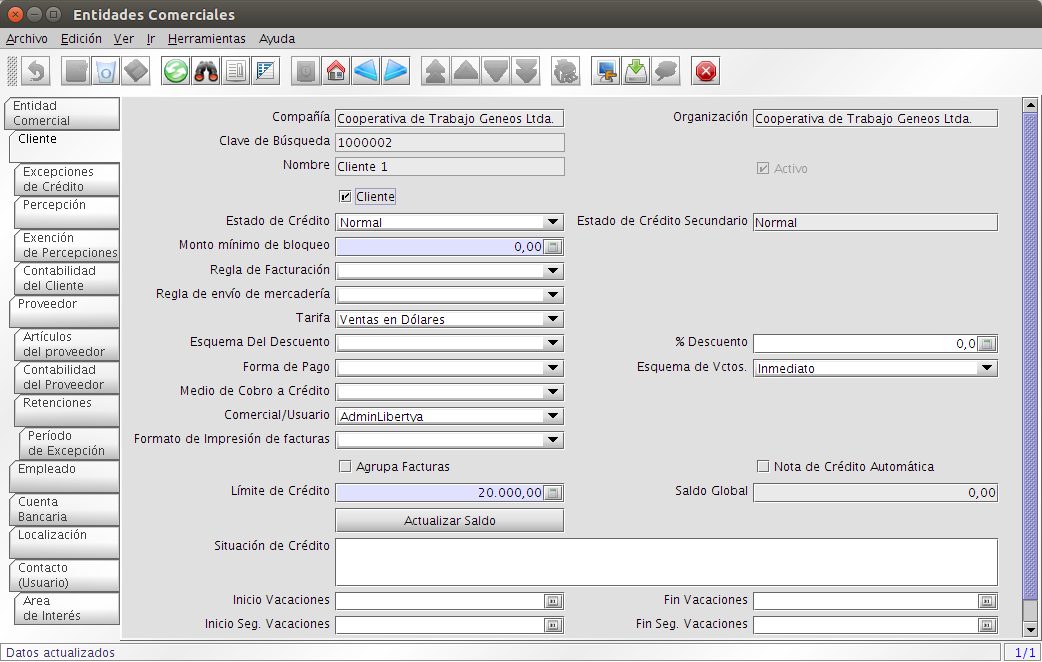 Entidades Comerciales
Archivo Edición Ver Ir Herramientas Ayuda
Entidad
Comercial
Cliente
Excepciones
de Crédito
Percepción
Exención
de Percepciones
Contabilidad
del Cliente
Proveedor
Artículos
del proveedor
Contabilidad
del Proveedor
Retenciones
Período
de Excepción
Empleado
Cuenta
Bancaria
Localización
Contacto
(Usuario)
Area
de Interés
Compañía Cooperativa de Trabajo Geneos Ltda. Organización Cooperativa de Trabajo Geneos Ltda.
Clave de Búsqueda 1000002
Nombre Cliente 1 Activo
Cliente
Estado de Crédito Normal Estado de Crédito Secundario Normal
Monto mínimo de bloqueo 0,00
Regla de Facturación
Regla de envío de mercadería
Tarifa Ventas en Dólares
Esquema Del Descuento % Descuento 0,0
Forma de Pago Esquema de Vctos. Inmediato
Medio de Cobro a Crédito
Comercial/Usuario AdminLibertya
Formato de Impresión de facturas
Agrupa Facturas Nota de Crédito Automática
Límite de Crédito 20.000,00 Saldo Global 0,00
Actualizar Saldo
Situación de Crédito
Inicio Vacaciones Fin Vacaciones
Inicio Seg. Vacaciones Fin Seg. Vacaciones
Datos actualizados 1/1